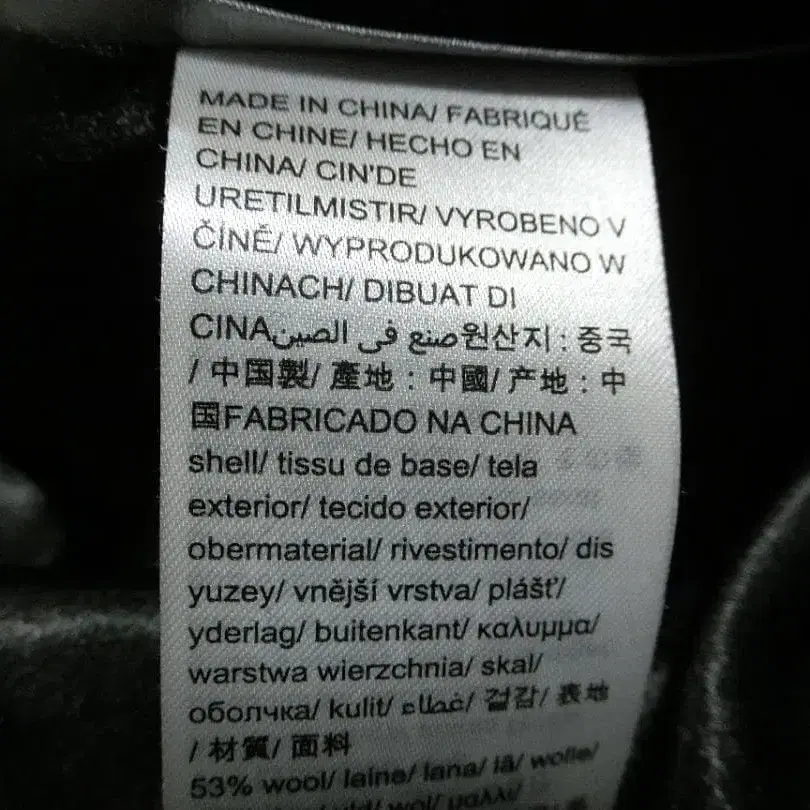 MADE IN CHINA/ FABRIQUÉ
EN CHINE/ HECHO EN
CHINA/ CIN'DE
URETILMISTIR/ VYROBENO V
ČÍNĚ/ WYPRODUKOWANO W
CHINACH/ DIBUAT DI
CINAصنع في الصين원산지 : 중국
/ 中国製/ 產地 : 中國/ 产地 : 中
国FABRICADO NA CHINA
shell/ tissu de base/ tela
exterior/ tecido exterior/
obermaterial/ rivestimento/ dis
yuzey/ vnější vrstva/ plášť/
yderlag/ buitenkant/ καλυμμα/
warstwa wierzchnia/ skal/
оболчка/ kulit/ غطاء/ 겉감/ 表地
/ 材質/ 面料
53% wool/ laine/ lana/ lã/ wolle/
wol/ μαλλι/